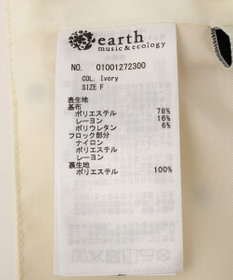 earth
music&ecology
NO. 01001272300
COL. Ivory
SIZE F
表生地
基布
ポリエステル 78%
レーヨン 16%
ポリウレタン 6%
フロック部分
ナイロン
ポリエステル
レーヨン
裏生地
ポリエステル 100%